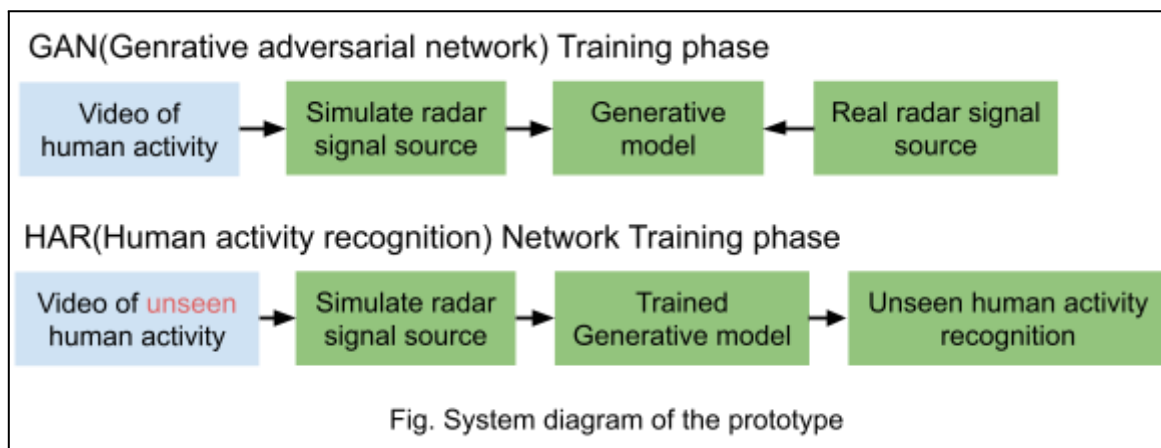 GAN(Genrative adversarial network) Training phase
Video of
human activity
Simulate radar
signal source
Generative
model
Real radar signal
source
HAR(Human activity recognition) Network Training phase
Video of unseen
human activity
Simulate radar
signal source
Trained
Generative model
Unseen human activity
recognition
Fig. System diagram of the prototype